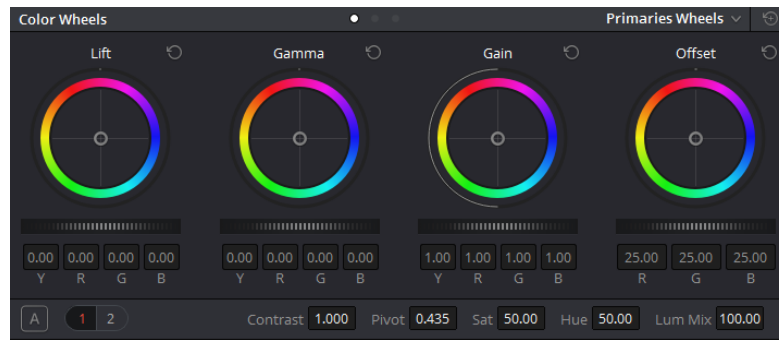 Color Wheels Primaries Wheels
Lift Gamma Gain Offset
0.00 0.00 0.00 0.00 0.00 0.00 0.00 0.00 1.00 1.00 1.00 1.00 25.00 25.00 25.00
Y R G B Y R G B Y R G B R G B
A 1 2 Contrast 1.000 Pivot 0.435 Sat 50.00 Hue 50.00 Lum Mix 100.00